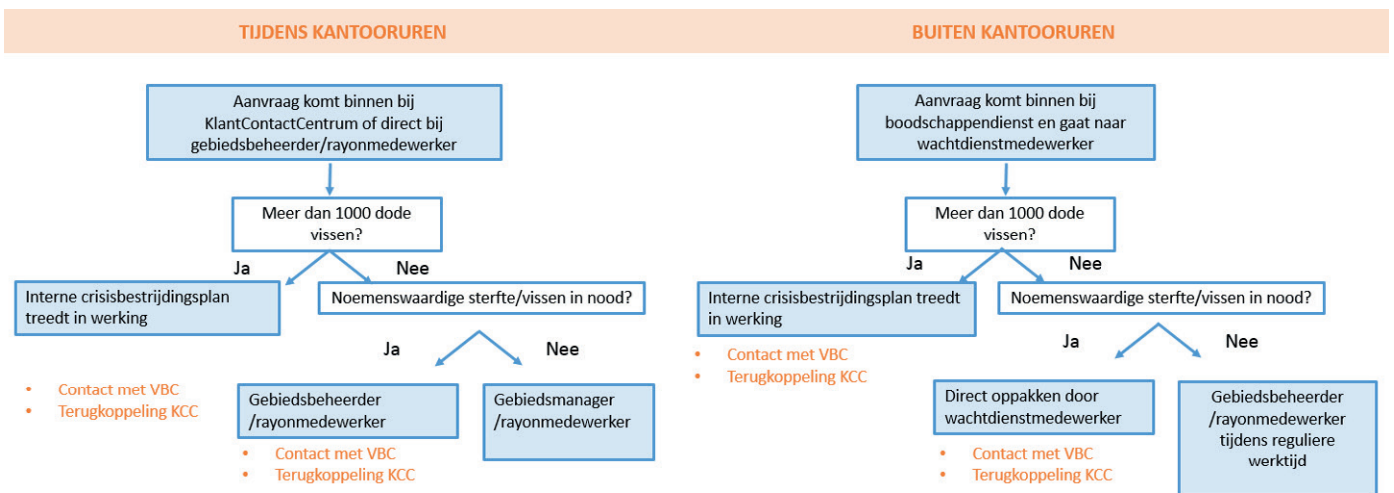 TIJDENS KANTOORUREN
Aanvraag komt binnen bij
KlantContactCentrum of direct bij
gebiedsbeheerder/rayonmedewerker
Meer dan 1000 dode
vissen?
Ja
Nee
Interne crisisbestrijdingsplan
treedt in werking
Noemenswaardige sterfte/vissen in nood?
Ja
Nee
• Contact met VBC
• Terugkoppeling KCC
Gebiedsbeheerder
/rayonmedewerker
Gebiedsmanager
/rayonmedewerker
• Contact met VBC
• Terugkoppeling KCC
BUITEN KANTOORUREN
Aanvraag komt binnen bij
boodschappendienst en gaat naar
wachtdienstmedewerker
Meer dan 1000 dode
vissen?
Ja
Nee
Interne crisisbestrijdingsplan treedt
in werking
Noemenswaardige sterfte/vissen in nood?
• Contact met VBC
• Terugkoppeling KCC
Ja
Nee
Direct oppakken door
wachtdienstmedewerker
Gebiedsbeheerder
/rayonmedewerker
tijdens reguliere
werktijd
• Contact met VBC
• Terugkoppeling KCC